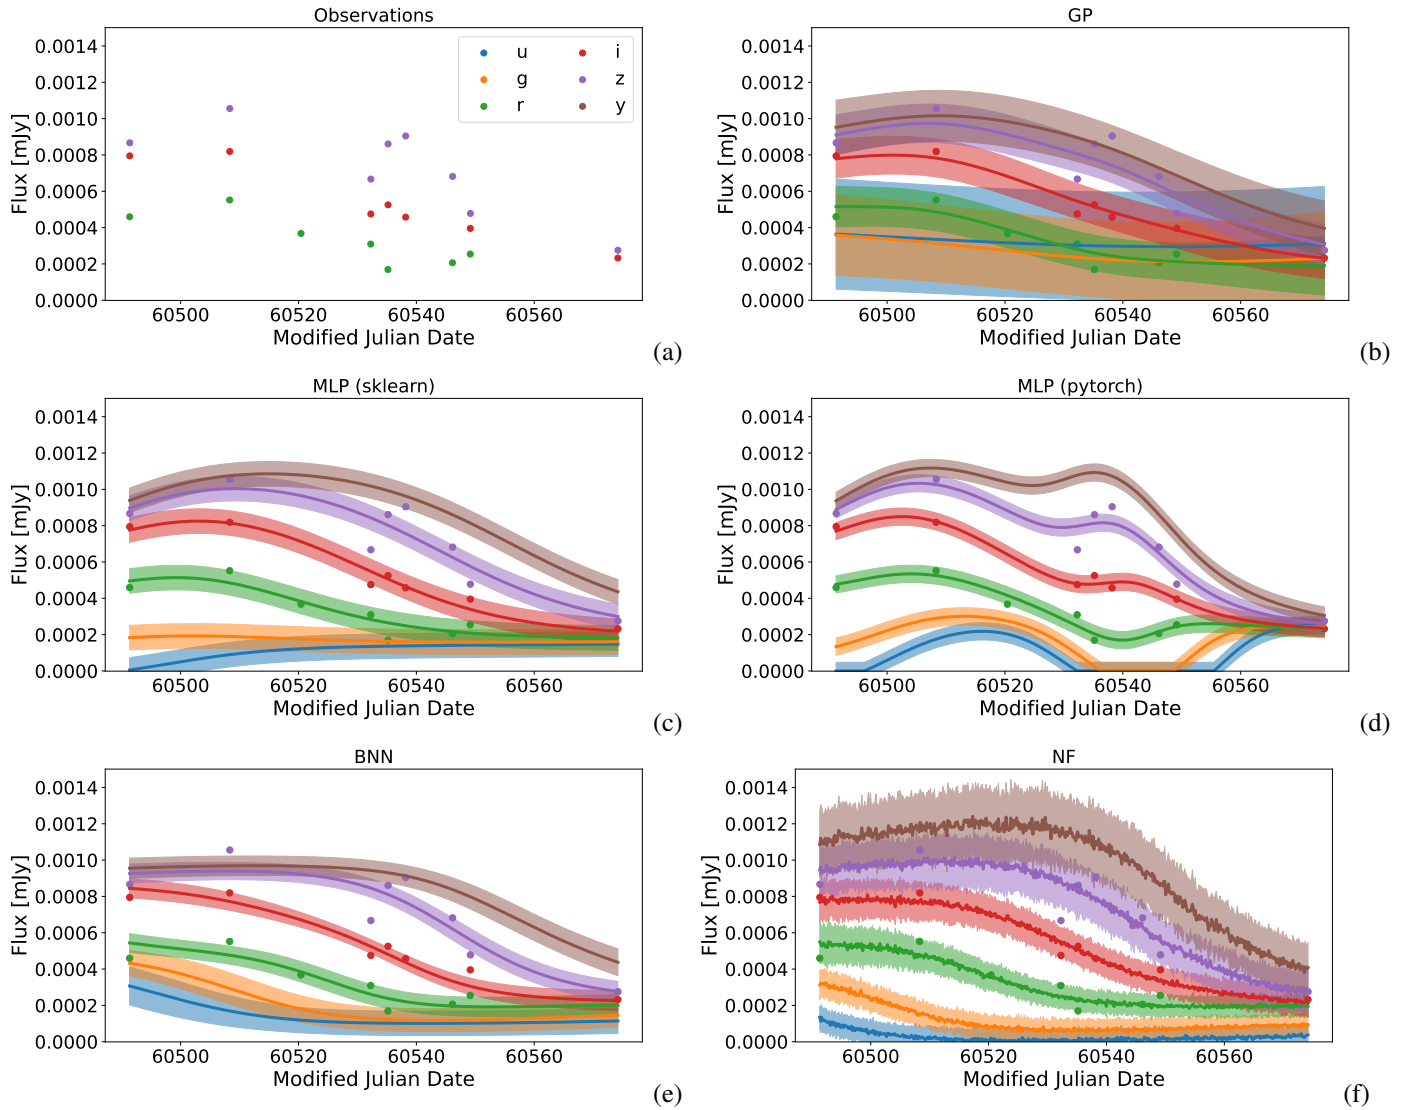 Observations
0.0014
0.0012
0.0010
0.0008
0.0006
0.0004
0.0002
0.0000
Flux [mJy]
u i
g z
r y
60500 60520 60540 60560
Modified Julian Date
(a)
GP
0.0014
0.0012
0.0010
0.0008
0.0006
0.0004
0.0002
0.0000
Flux [mJy]
60500 60520 60540 60560
Modified Julian Date
(b)
MLP (sklearn)
0.0014
0.0012
0.0010
0.0008
0.0006
0.0004
0.0002
0.0000
Flux [mJy]
60500 60520 60540 60560
Modified Julian Date
(c)
MLP (pytorch)
0.0014
0.0012
0.0010
0.0008
0.0006
0.0004
0.0002
0.0000
Flux [mJy]
60500 60520 60540 60560
Modified Julian Date
(d)
BNN
0.0014
0.0012
0.0010
0.0008
0.0006
0.0004
0.0002
0.0000
Flux [mJy]
60500 60520 60540 60560
Modified Julian Date
(e)
NF
0.0014
0.0012
0.0010
0.0008
0.0006
0.0004
0.0002
0.0000
Flux [mJy]
60500 60520 60540 60560
Modified Julian Date
(f)